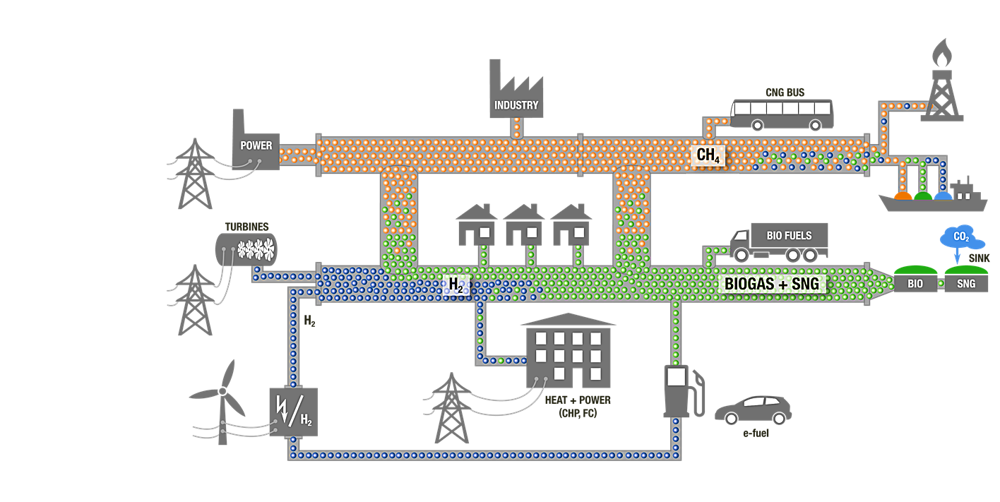 CNG BUS
INDUSTRY
POWER
CH₄
TURBINES
BIO FUELS
CO₂
SINK
H₂
BIOGAS + SNG
BIO
SNG
H₂
HEAT + POWER
(CHP, FC)
/H₂
e-fuel